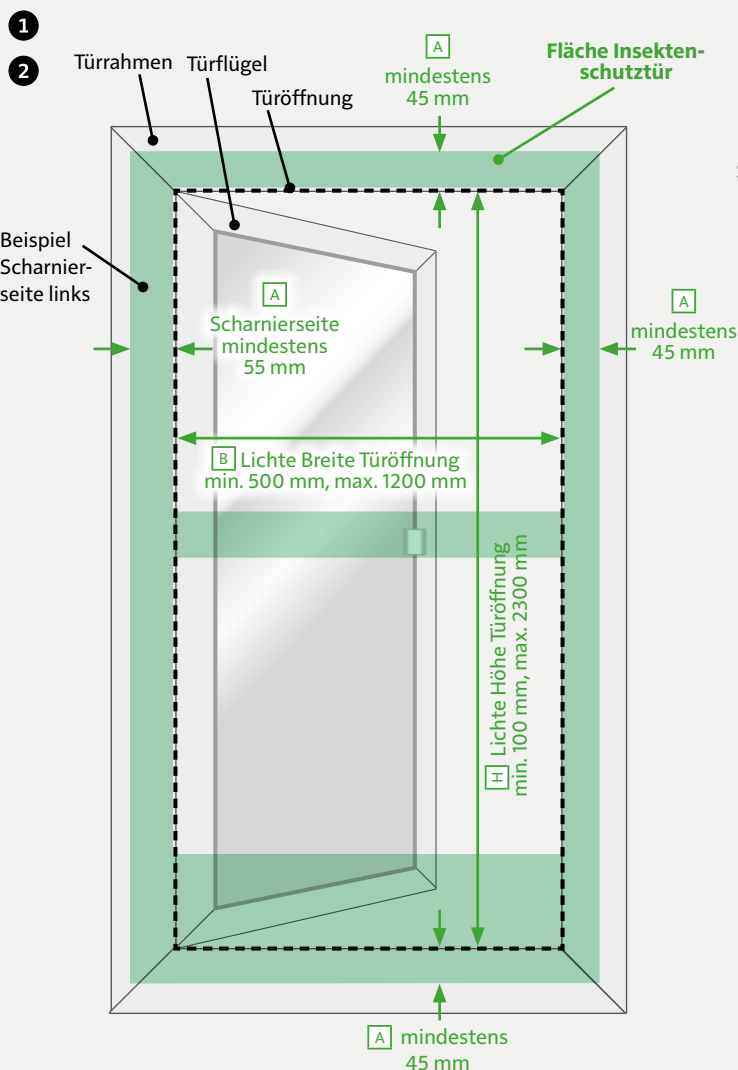 1
2
Türrahmen
Türflügel
Türöffnung
A
mindestens
45 mm
Fläche Insekten-
schutztür
Beispiel
Scharnier-
seite links
A
Scharnierseite
mindestens
55 mm
A
mindestens
45 mm
B Lichte Breite Türöffnung
min. 500 mm, max. 1200 mm
H Lichte Höhe Türöffnung
min. 100 mm, max. 2300 mm
A mindestens
45 mm